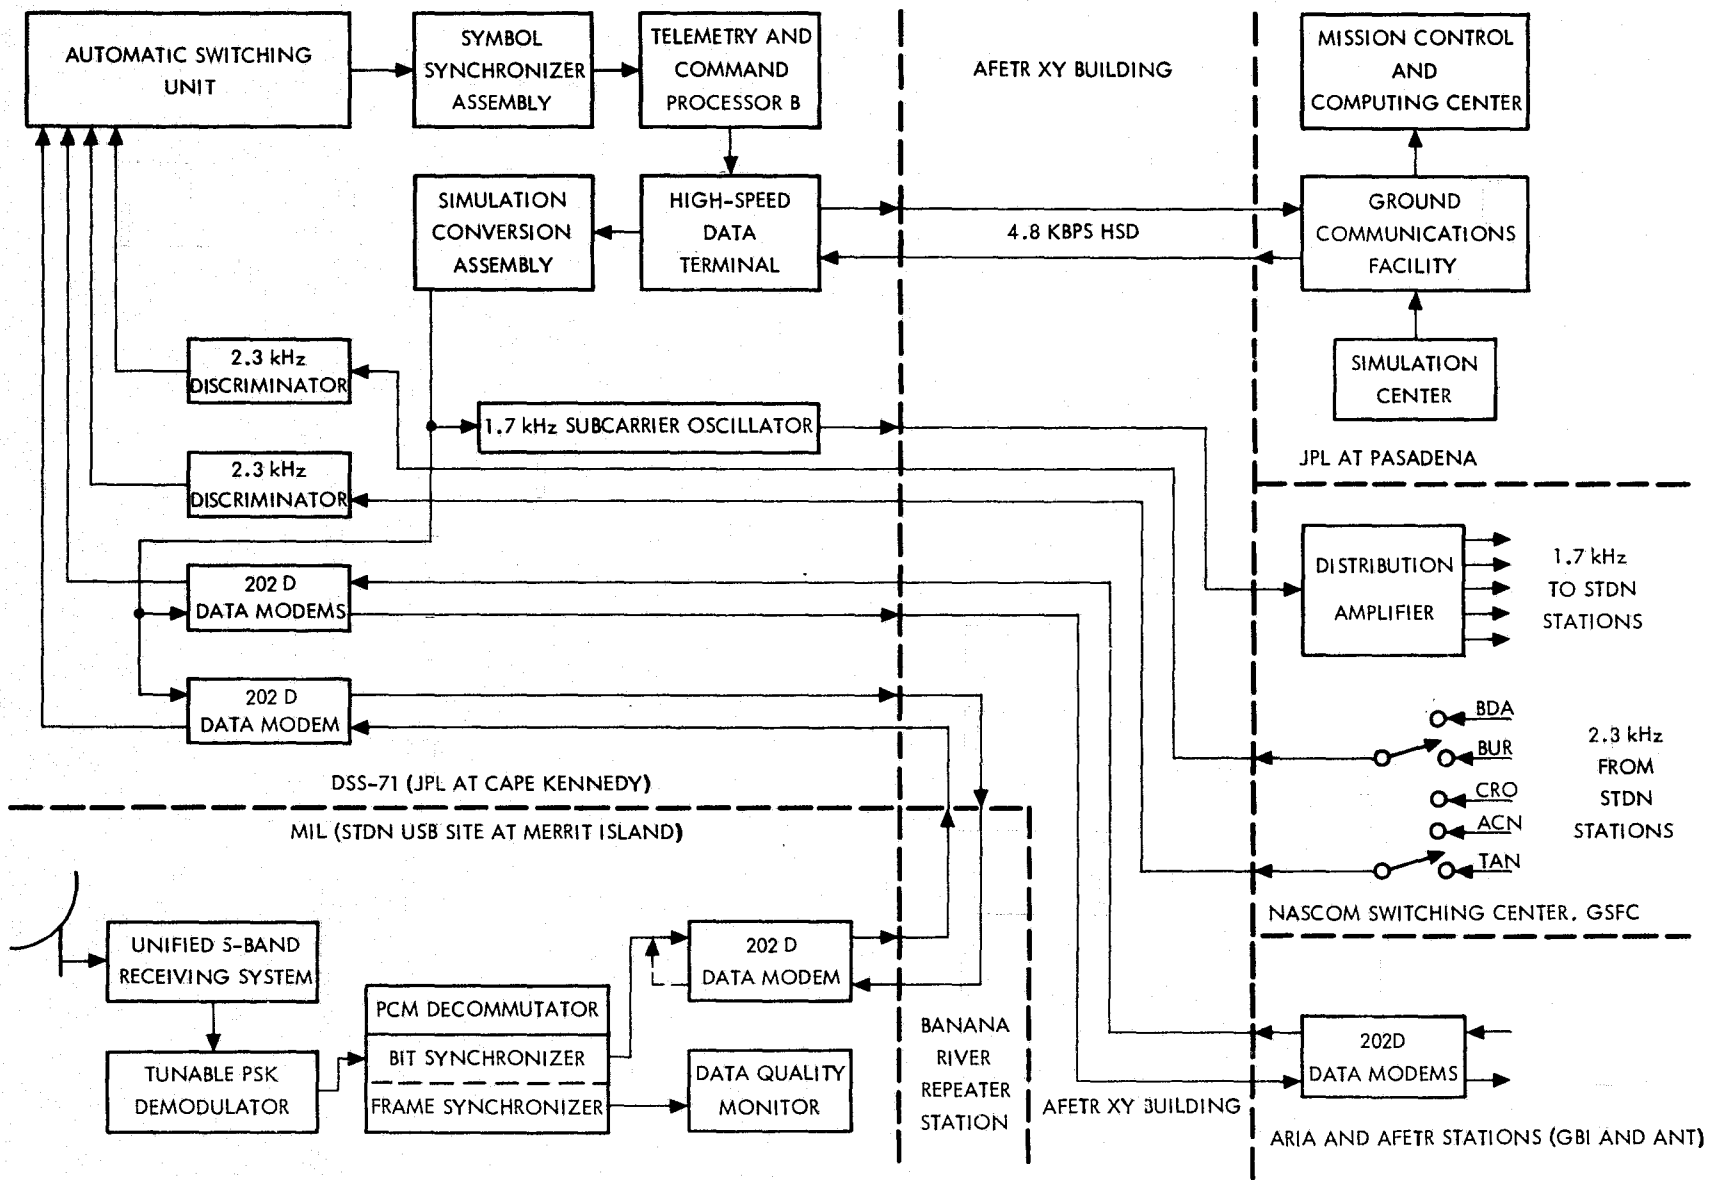 AUTOMATIC SWITCHING
UNIT
SYMBOL
SYNCHRONIZER
ASSEMBLY
TELEMETRY AND
COMMAND
PROCESSOR B
AFETR XY BUILDING
MISSION CONTROL
AND
COMPUTING CENTER
SIMULATION
CONVERSION
ASSEMBLY
HIGH-SPEED
DATA
TERMINAL
4.8 KBPS HSD
GROUND
COMMUNICATIONS
FACILITY
2.3 kHz
DISCRIMINATOR
SIMULATION
CENTER
1.7 kHz SUBCARRIER OSCILLATOR
JPL AT PASADENA
2.3 kHz
DISCRIMINATOR
DISTRIBUTION
AMPLIFIER
1.7 kHz
TO STDN
STATIONS
202 D
DATA MODEMS
202 D
DATA MODEM
BDA
BUR
CRO
ACN
TAN
2.3 kHz
FROM
STDN
STATIONS
DSS-71 (JPL AT CAPE KENNEDY)
MIL (STDN USB SITE AT MERRIT ISLAND)
NASCOM SWITCHING CENTER, GSFC
UNIFIED S-BAND
RECEIVING SYSTEM
202 D
DATA MODEM
PCM DECOMMUTATOR
BIT SYNCHRONIZER
FRAME SYNCHRONIZER
TUNABLE PSK
DEMODULATOR
DATA QUALITY
MONITOR
BANANA
RIVER
REPEATER
STATION
AFETR XY BUILDING
202D
DATA MODEMS
ARIA AND AFETR STATIONS (GBI AND ANT)